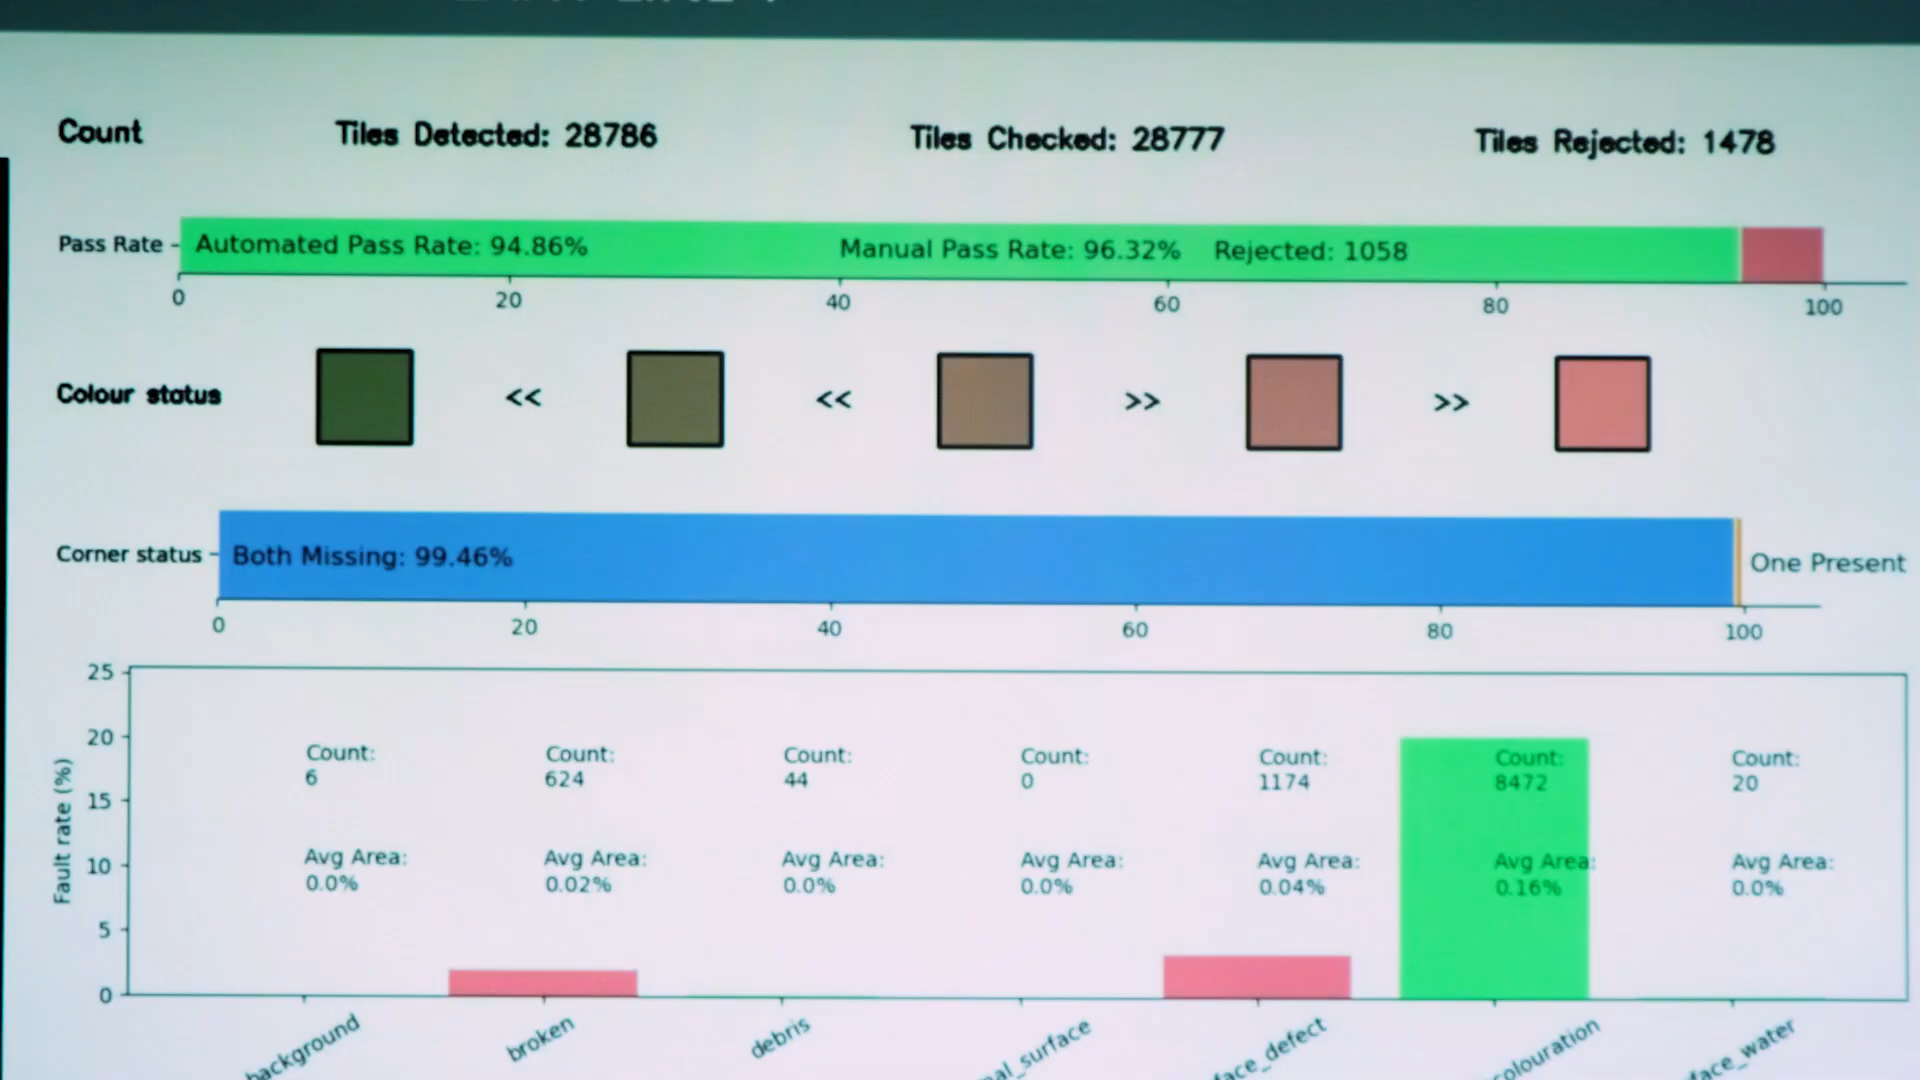 Count Tiles Detected: 28786 Tiles Checked: 28777 Tiles Rejected: 1478
Pass Rate Automated Pass Rate: 94.86% Manual Pass Rate: 96.32% Rejected: 1058
0 20 40 60 80 100
Colour status << << >> >>
Corner status Both Missing: 99.46% One Present
0 20 40 60 80 100
Fault rate (%)
25
20
15
10
5
0
Count: Count: Count: Count: Count: Count: Count:
6 624 44 0 1174 8472 20
Avg Area: Avg Area: Avg Area: Avg Area: Avg Area: Avg Area: Avg Area:
0.0% 0.02% 0.0% 0.0% 0.04% 0.16% 0.0%
background broken debris al_surface face_defect colouration face_water